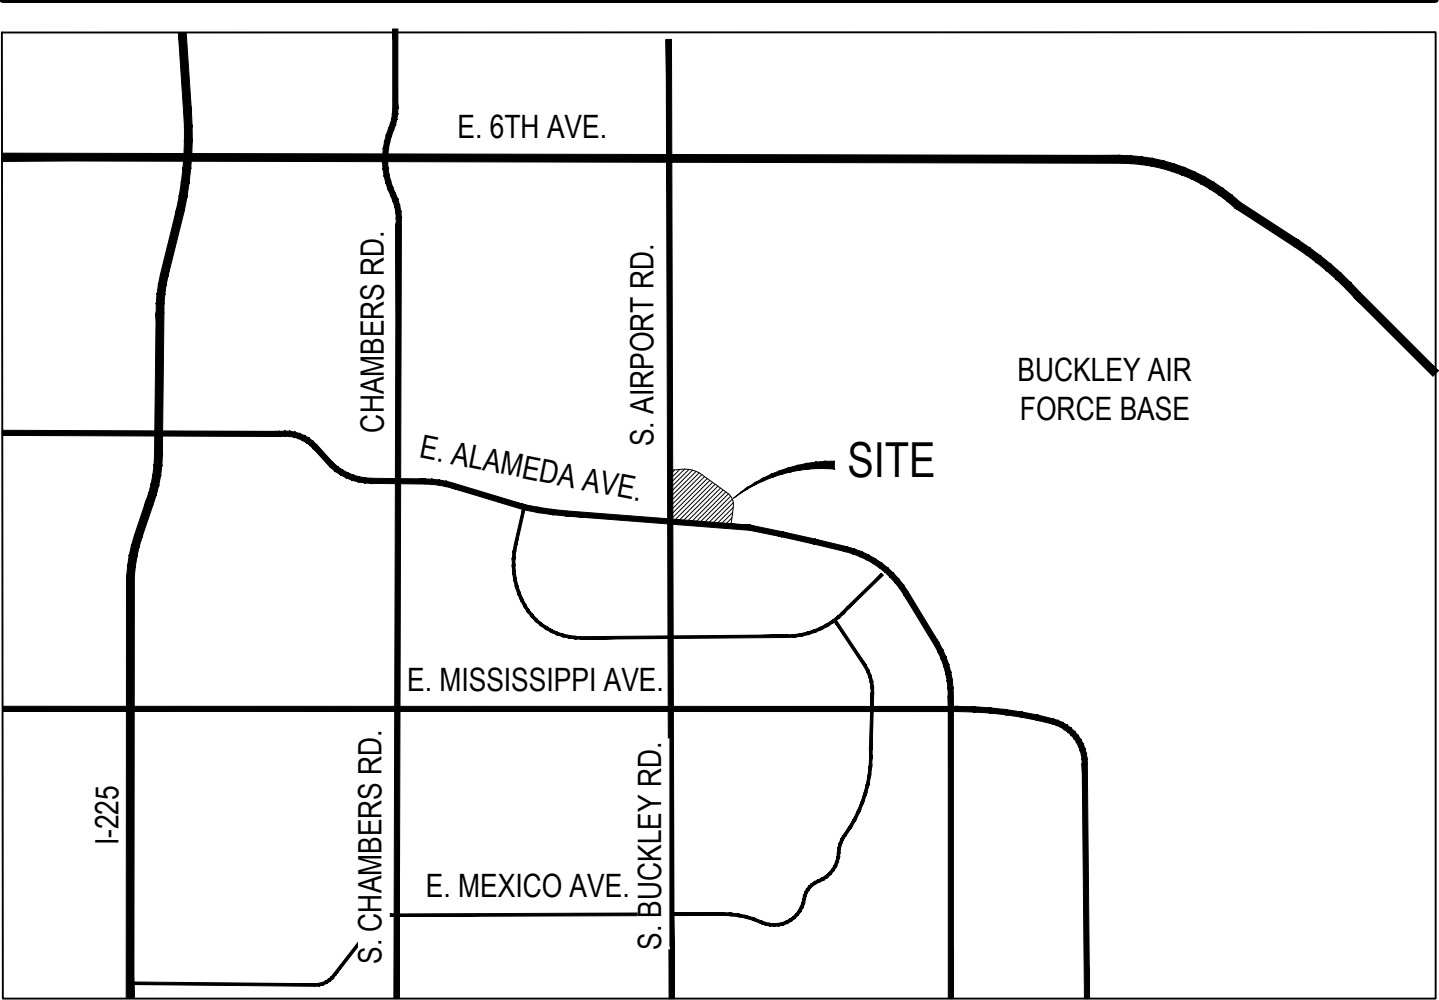 E. 6TH AVE.
CHAMBERS RD.
S. AIRPORT RD.
BUCKLEY AIR
FORCE BASE
E. ALAMEDA AVE.
SITE
E. MISSISSIPPI AVE.
I-225
S. CHAMBERS RD.
S. BUCKLEY RD.
E. MEXICO AVE.